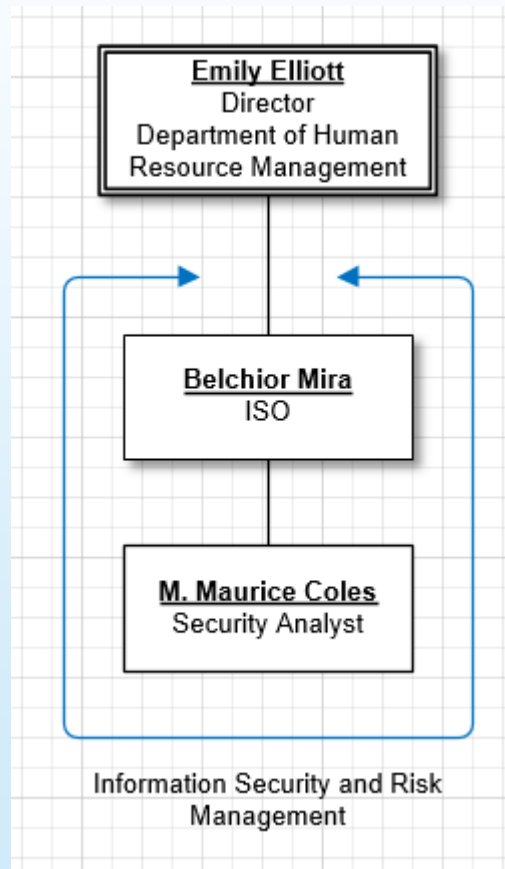 Emily Elliott
Director
Department of Human
Resource Management
Belchior Mira
ISO
M. Maurice Coles
Security Analyst
Information Security and Risk
Management